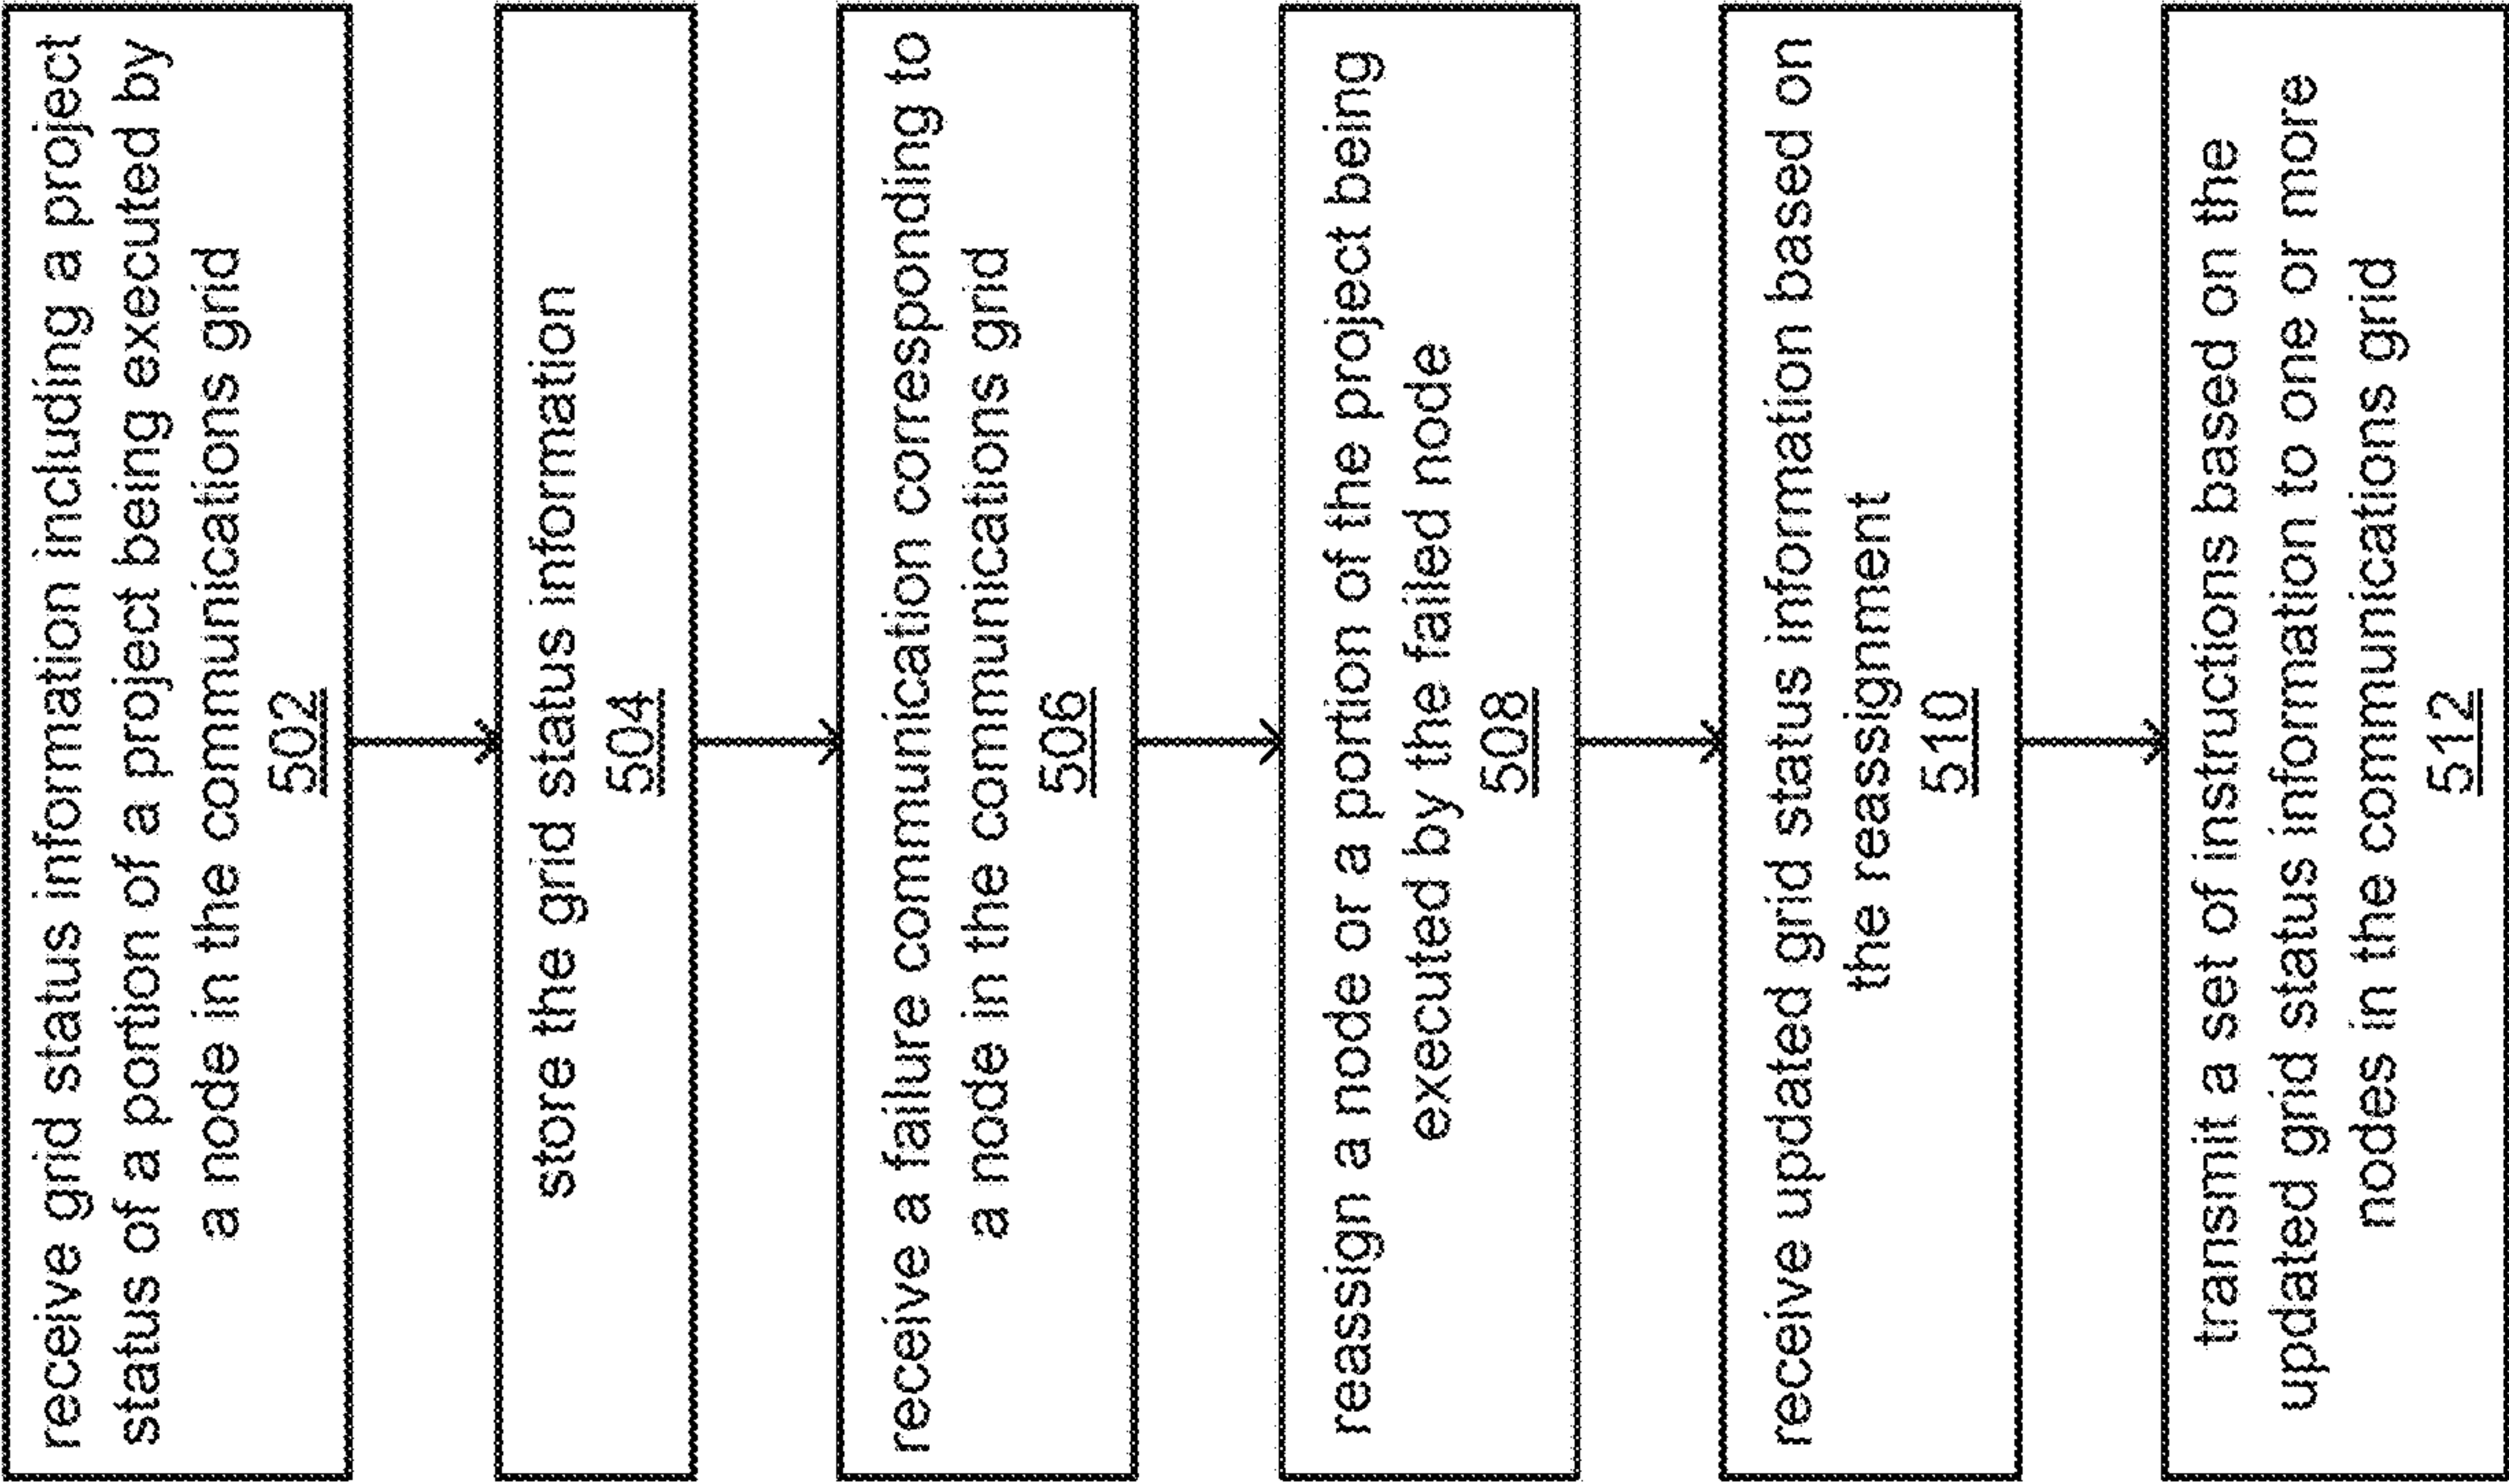 receive grid status information including a project
status of a portion of a project being executed by
a node in the communications grid
502
store the grid status information
504
receive a failure communication corresponding to
a node in the communications grid
506
reassign a node or a portion of the project being
executed by the failed node
508
receive updated grid status information based on
the reassignment
510
transmit a set of instructions based on the
updated grid status information to one or more
nodes in the communications grid
512